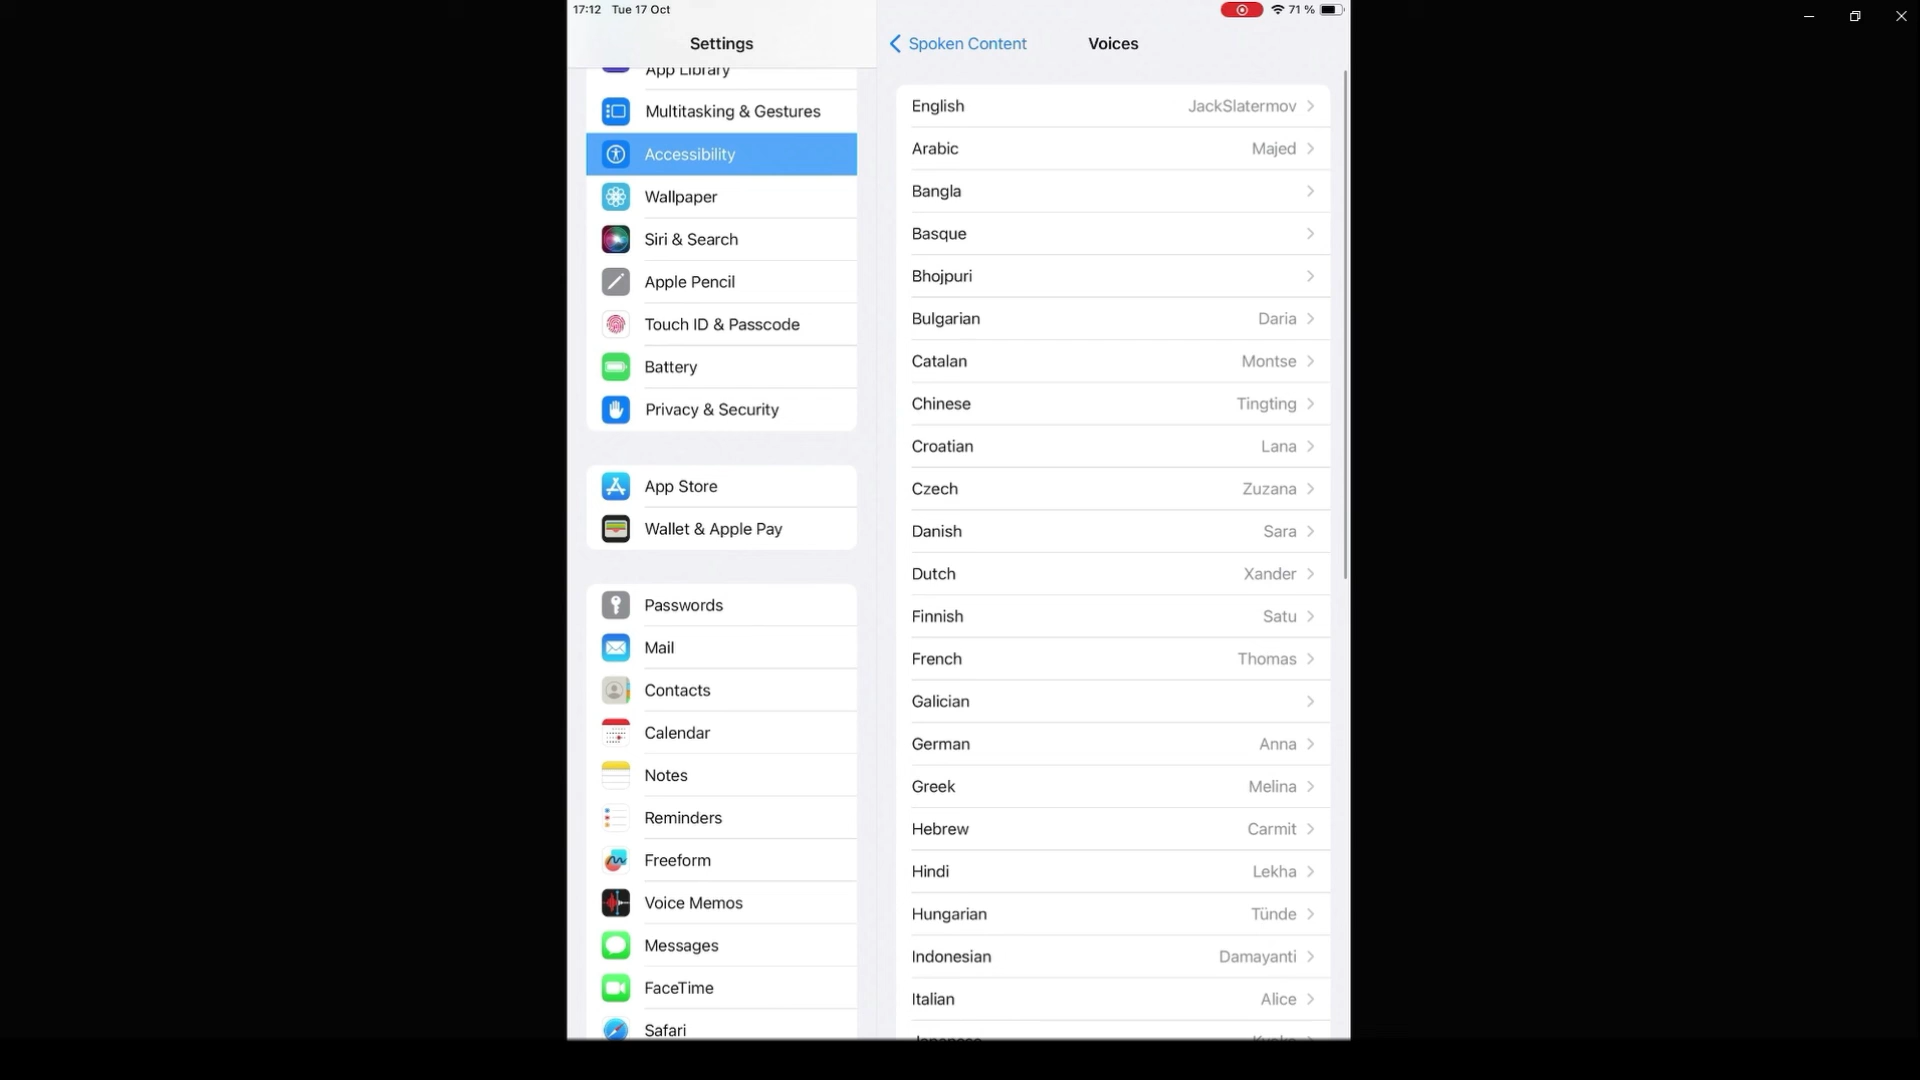 17:12 Tue 17 Oct
71 %
Settings
App Library
Multitasking & Gestures
Accessibility
Wallpaper
Siri & Search
Apple Pencil
Touch ID & Passcode
Battery
Privacy & Security
App Store
Wallet & Apple Pay
Passwords
Mail
Contacts
Calendar
Notes
Reminders
Freeform
Voice Memos
Messages
FaceTime
Safari
Spoken Content
Voices
English JackSlatermov
Arabic Majed
Bangla
Basque
Bhojpuri
Bulgarian Daria
Catalan Montse
Chinese Tingting
Croatian Lana
Czech Zuzana
Danish Sara
Dutch Xander
Finnish Satu
French Thomas
Galician
German Anna
Greek Melina
Hebrew Carmit
Hindi Lekha
Hungarian Tünde
Indonesian Damayanti
Italian Alice